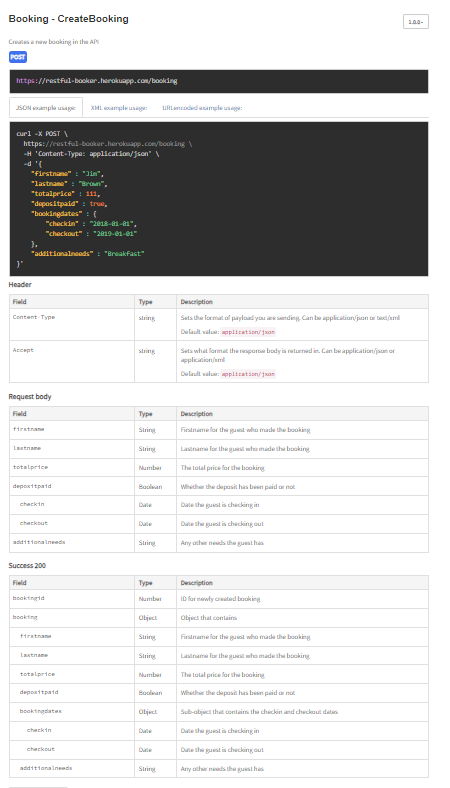 Booking - CreateBooking
1.0.0
Creates a new booking in the API
POST
https://restful-booker.herokuapp.com/booking
JSON example usage: XML example usage: URLencoded example usage:
curl -X POST \
https://restful-booker.herokuapp.com/booking \
-H 'Content-Type: application/json' \
-d '{
"firstname" : "Jim",
"lastname" : "Brown",
"totalprice" : 111,
"depositpaid" : true,
"bookingdates" : {
"checkin" : "2018-01-01",
"checkout" : "2019-01-01"
},
"additionalneeds" : "Breakfast"
}'
Header
Field Type Description
Content-Type string Sets the format of payload you are sending. Can be application/json or text/xml
Default value: application/json
Accept string Sets what format the response body is returned in. Can be application/json or
application/xml
Default value: application/json
Request body
Field Type Description
firstname String Firstname for the guest who made the booking
lastname String Lastname for the guest who made the booking
totalprice Number The total price for the booking
depositpaid Boolean Whether the deposit has been paid or not
checkin Date Date the guest is checking in
checkout Date Date the guest is checking out
additionalneeds String Any other needs the guest has
Success 200
Field Type Description
bookingid Number ID for newly created booking
booking Object Object that contains
firstname String Firstname for the guest who made the booking
lastname String Lastname for the guest who made the booking
totalprice Number The total price for the booking
depositpaid Boolean Whether the deposit has been paid or not
bookingdates Object Sub-object that contains the checkin and checkout dates
checkin Date Date the guest is checking in
checkout Date Date the guest is checking out
additionalneeds String Any other needs the guest has